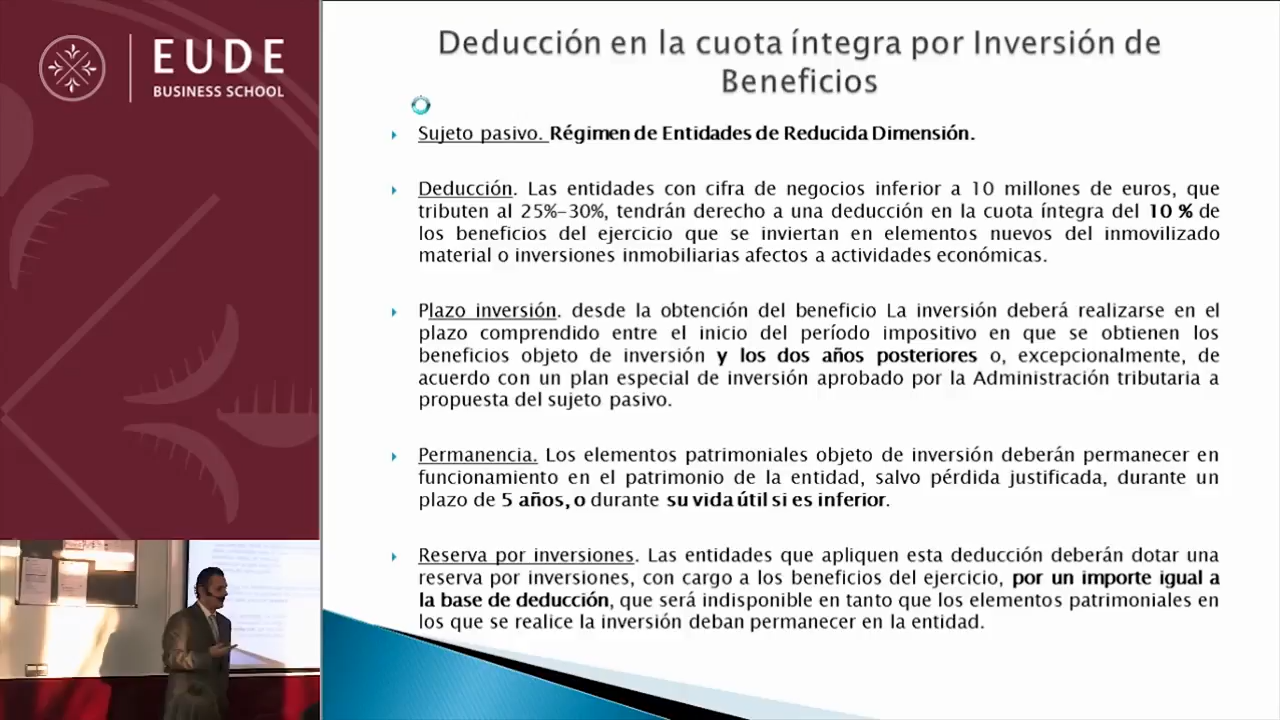 EUDE
BUSINESS SCHOOL
Deducción en la cuota íntegra por Inversión de
Beneficios
Sujeto pasivo. Régimen de Entidades de Reducida Dimensión.
Deducción. Las entidades con cifra de negocios inferior a 10 millones de euros, que
tributen al 25%-30%, tendrán derecho a una deducción en la cuota íntegra del 10 % de
los beneficios del ejercicio que se inviertan en elementos nuevos del inmovilizado
material o inversiones inmobiliarias afectos a actividades económicas.
Plazo inversión. desde la obtención del beneficio La inversión deberá realizarse en el
plazo comprendido entre el inicio del período impositivo en que se obtienen los
beneficios objeto de inversión y los dos años posteriores o, excepcionalmente, de
acuerdo con un plan especial de inversión aprobado por la Administración tributaria a
propuesta del sujeto pasivo.
Permanencia. Los elementos patrimoniales objeto de inversión deberán permanecer en
funcionamiento en el patrimonio de la entidad, salvo pérdida justificada, durante un
plazo de 5 años, o durante su vida útil si es inferior.
Reserva por inversiones. Las entidades que apliquen esta deducción deberán dotar una
reserva por inversiones, con cargo a los beneficios del ejercicio, por un importe igual a
la base de deducción, que será indisponible en tanto que los elementos patrimoniales en
los que se realice la inversión deban permanecer en la entidad.